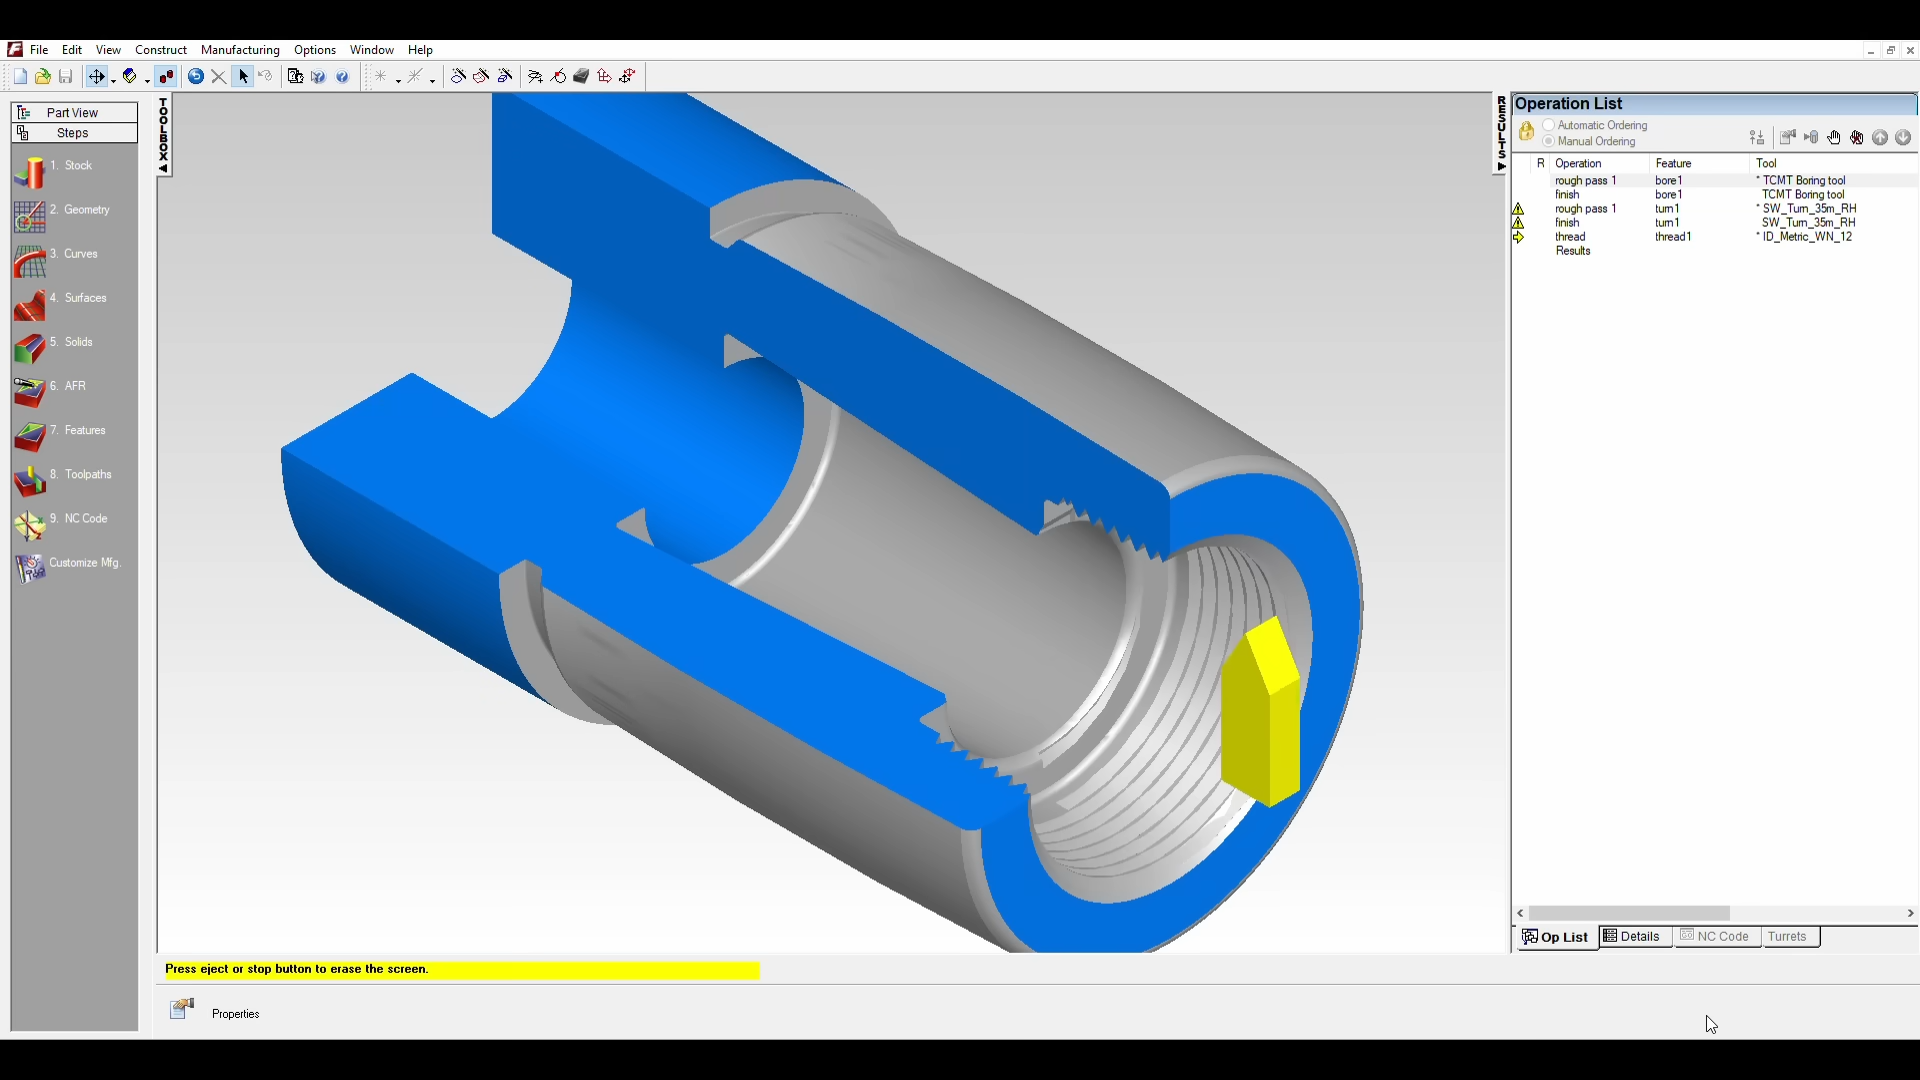 File Edit View Construct Manufacturing Options Window Help
Part View
Steps
1. Stock
2. Geometry
3. Curves
4. Surfaces
5. Solids
6. AFR
7. Features
8. Toolpaths
9. NC Code
Customize Mfg.
TOOLBOX
RESULTS
Operation List
Automatic Ordering
Manual Ordering
R Operation Feature Tool
rough pass 1 bore1 * TCMT Boring tool
finish bore1 TCMT Boring tool
rough pass 1 turn1 * SW_Turn_35m_RH
finish turn1 SW_Turn_35m_RH
thread thread1 * ID_Metric_WN_12
Results
Op List Details NC Code Turrets
Press eject or stop button to erase the screen.
Properties